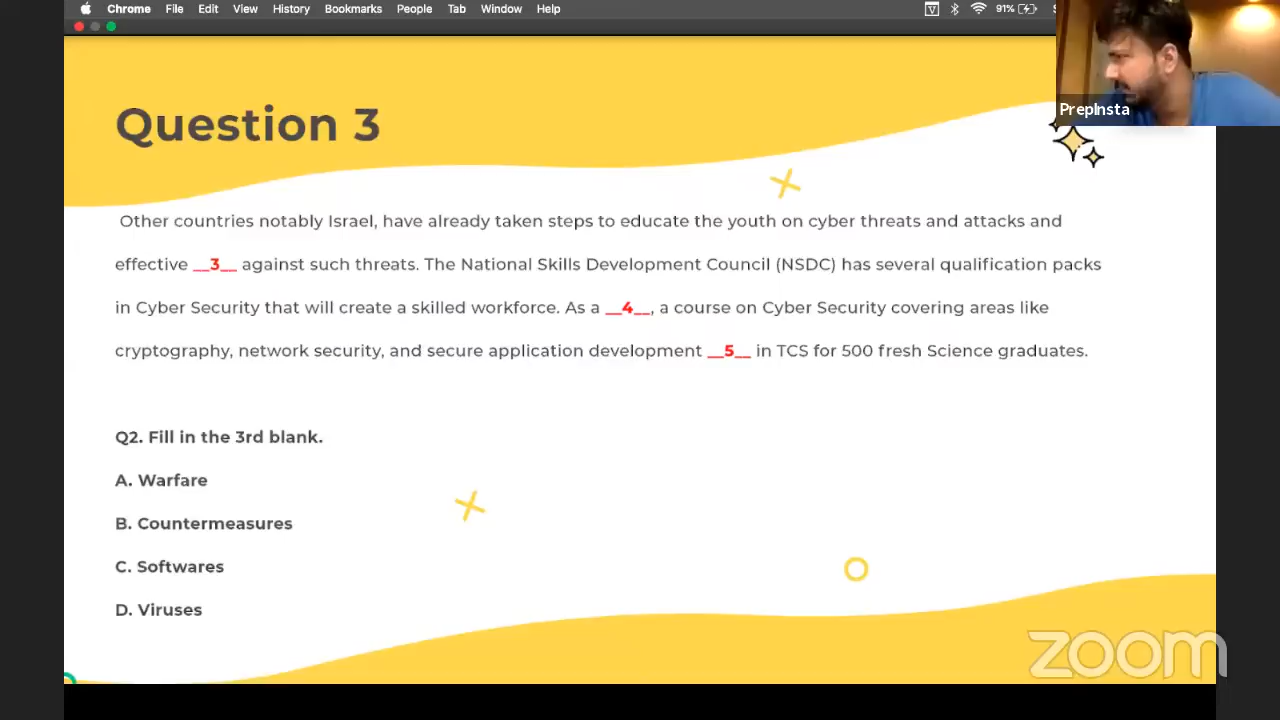 Chrome File Edit View History Bookmarks People Tab Window Help 91%
PrepInsta
Question 3
Other countries notably Israel, have already taken steps to educate the youth on cyber threats and attacks and
effective __3__ against such threats. The National Skills Development Council (NSDC) has several qualification packs
in Cyber Security that will create a skilled workforce. As a __4__, a course on Cyber Security covering areas like
cryptography, network security, and secure application development __5__ in TCS for 500 fresh Science graduates.
Q2. Fill in the 3rd blank.
A. Warfare
B. Countermeasures
C. Softwares
D. Viruses
zoom